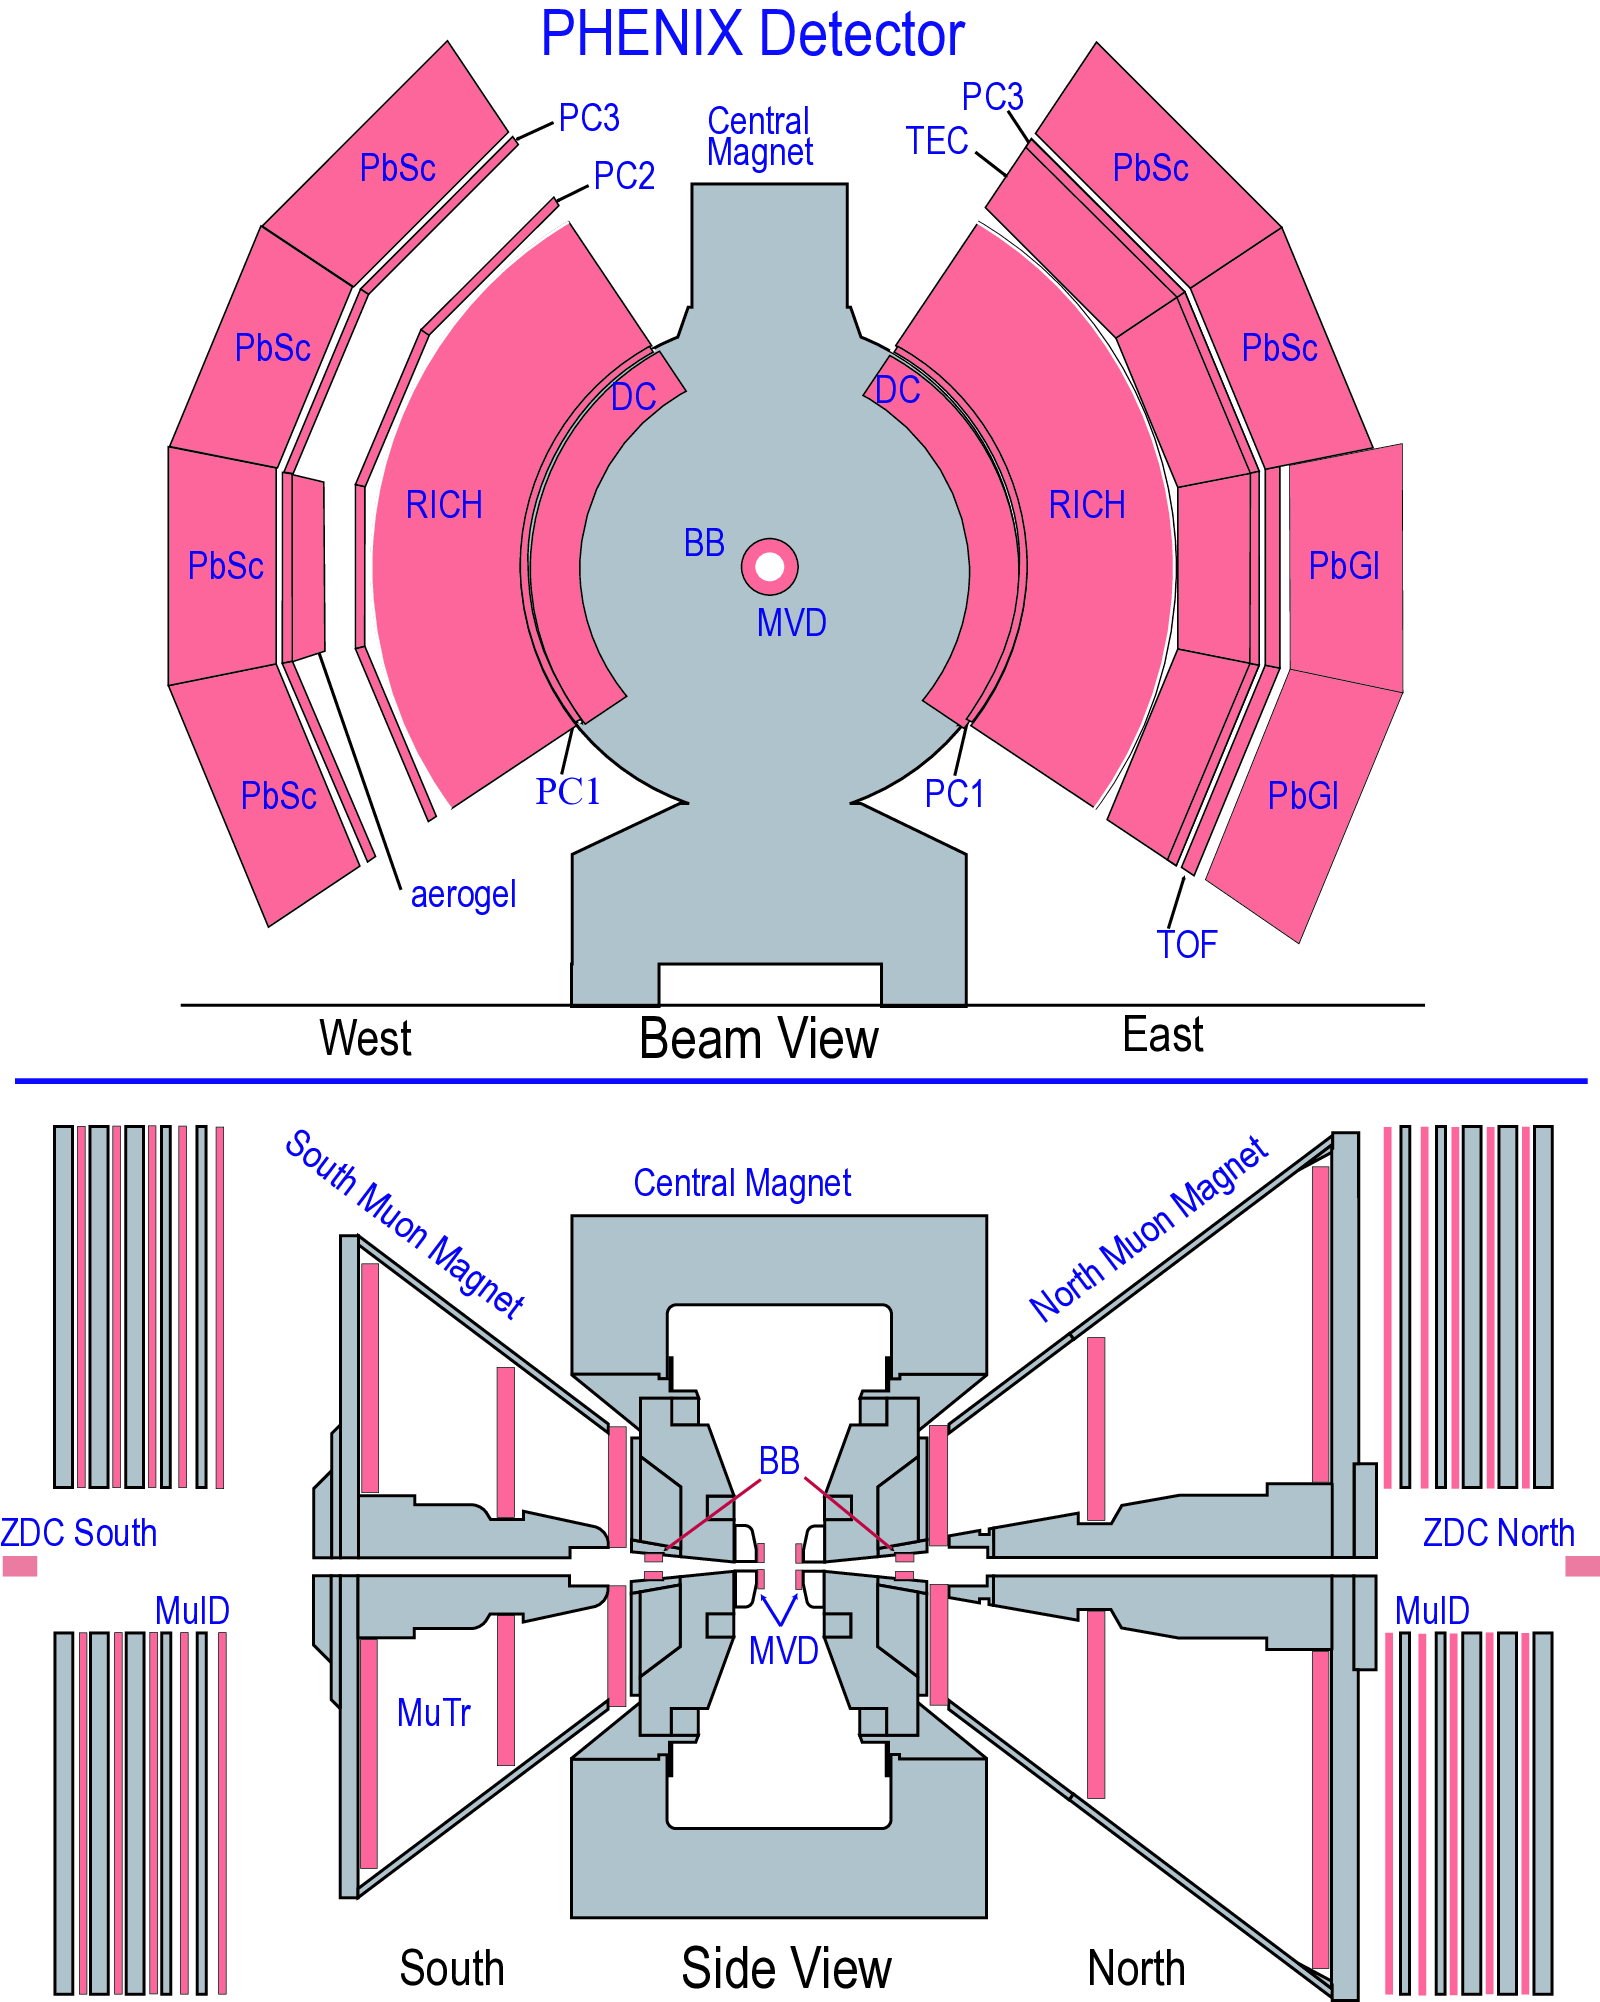 PHENIX Detector
PC3
Central
Magnet
PC3
TEC
PbSc
PC2
PbSc
PbSc
DC
DC
PbSc
RICH
BB
RICH
PbSc
MVD
PbGl
PbSc
PC1
PC1
PbGl
aerogel
TOF
West
Beam View
East
South Muon Magnet
Central Magnet
North Muon Magnet
BB
ZDC South
ZDC North
MuID
MVD
MuID
MuTr
South
Side View
North